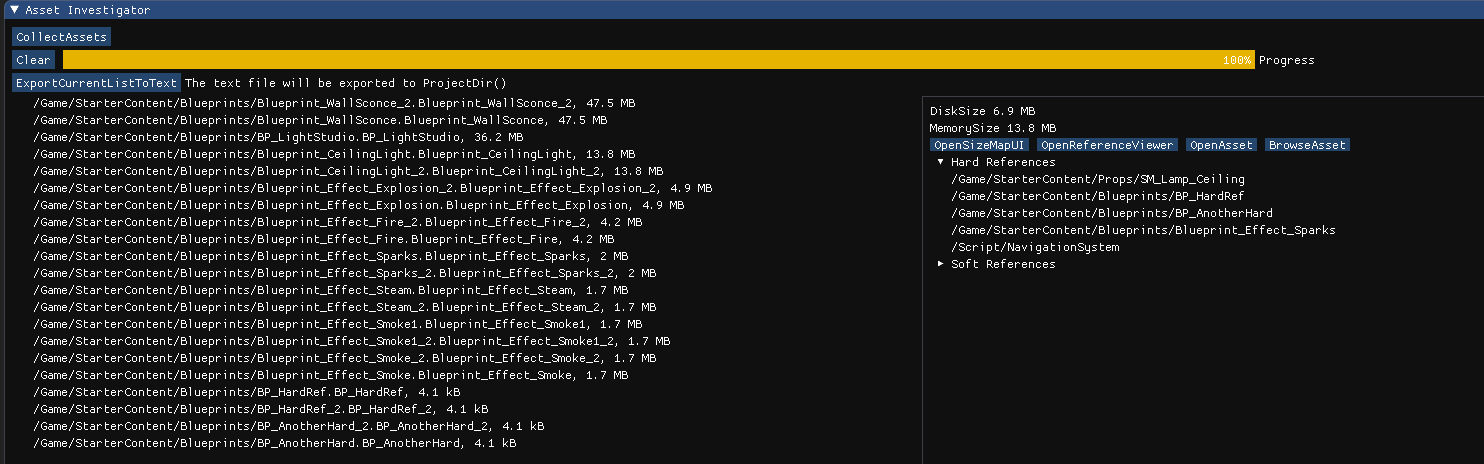 Asset Investigator
CollectAssets
Clear 100% Progress
ExportCurrentListToText The text file will be exported to ProjectDir()
/Game/StarterContent/Blueprints/Blueprint_WallSconce_2.Blueprint_WallSconce_2, 47.5 MB
/Game/StarterContent/Blueprints/Blueprint_WallSconce.Blueprint_WallSconce, 47.5 MB
/Game/StarterContent/Blueprints/BP_LightStudio.BP_LightStudio, 36.2 MB
/Game/StarterContent/Blueprints/Blueprint_CeilingLight.Blueprint_CeilingLight, 13.8 MB
/Game/StarterContent/Blueprints/Blueprint_CeilingLight_2.Blueprint_CeilingLight_2, 13.8 MB
/Game/StarterContent/Blueprints/Blueprint_Effect_Explosion_2.Blueprint_Effect_Explosion_2, 4.9 MB
/Game/StarterContent/Blueprints/Blueprint_Effect_Explosion.Blueprint_Effect_Explosion, 4.9 MB
/Game/StarterContent/Blueprints/Blueprint_Effect_Fire_2.Blueprint_Effect_Fire_2, 4.2 MB
/Game/StarterContent/Blueprints/Blueprint_Effect_Fire.Blueprint_Effect_Fire, 4.2 MB
/Game/StarterContent/Blueprints/Blueprint_Effect_Sparks.Blueprint_Effect_Sparks, 2 MB
/Game/StarterContent/Blueprints/Blueprint_Effect_Sparks_2.Blueprint_Effect_Sparks_2, 2 MB
/Game/StarterContent/Blueprints/Blueprint_Effect_Steam.Blueprint_Effect_Steam, 1.7 MB
/Game/StarterContent/Blueprints/Blueprint_Effect_Steam_2.Blueprint_Effect_Steam_2, 1.7 MB
/Game/StarterContent/Blueprints/Blueprint_Effect_Smoke1.Blueprint_Effect_Smoke1, 1.7 MB
/Game/StarterContent/Blueprints/Blueprint_Effect_Smoke1_2.Blueprint_Effect_Smoke1_2, 1.7 MB
/Game/StarterContent/Blueprints/Blueprint_Effect_Smoke_2.Blueprint_Effect_Smoke_2, 1.7 MB
/Game/StarterContent/Blueprints/Blueprint_Effect_Smoke.Blueprint_Effect_Smoke, 1.7 MB
/Game/StarterContent/Blueprints/BP_HardRef.BP_HardRef, 4.1 kB
/Game/StarterContent/Blueprints/BP_HardRef_2.BP_HardRef_2, 4.1 kB
/Game/StarterContent/Blueprints/BP_AnotherHard_2.BP_AnotherHard_2, 4.1 kB
/Game/StarterContent/Blueprints/BP_AnotherHard.BP_AnotherHard, 4.1 kB
DiskSize 6.9 MB
MemorySize 13.8 MB
OpenSizeMapUI OpenReferenceViewer OpenAsset BrowseAsset
Hard References
/Game/StarterContent/Props/SM_Lamp_Ceiling
/Game/StarterContent/Blueprints/BP_HardRef
/Game/StarterContent/Blueprints/BP_AnotherHard
/Game/StarterContent/Blueprints/Blueprint_Effect_Sparks
/Script/NavigationSystem
Soft References